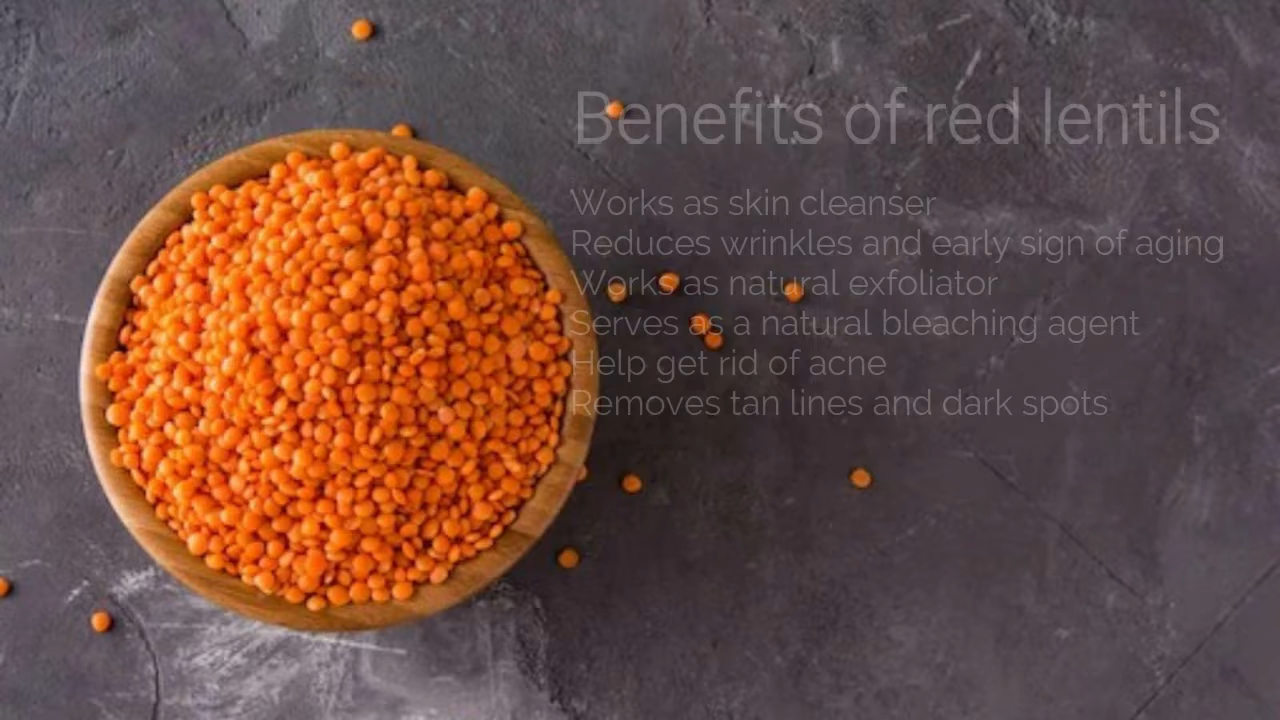 Benefits of red lentils
Works as skin cleanser
Reduces wrinkles and early sign of aging
Works as natural exfoliator
Serves as a natural bleaching agent
Help get rid of acne
Removes tan lines and dark spots